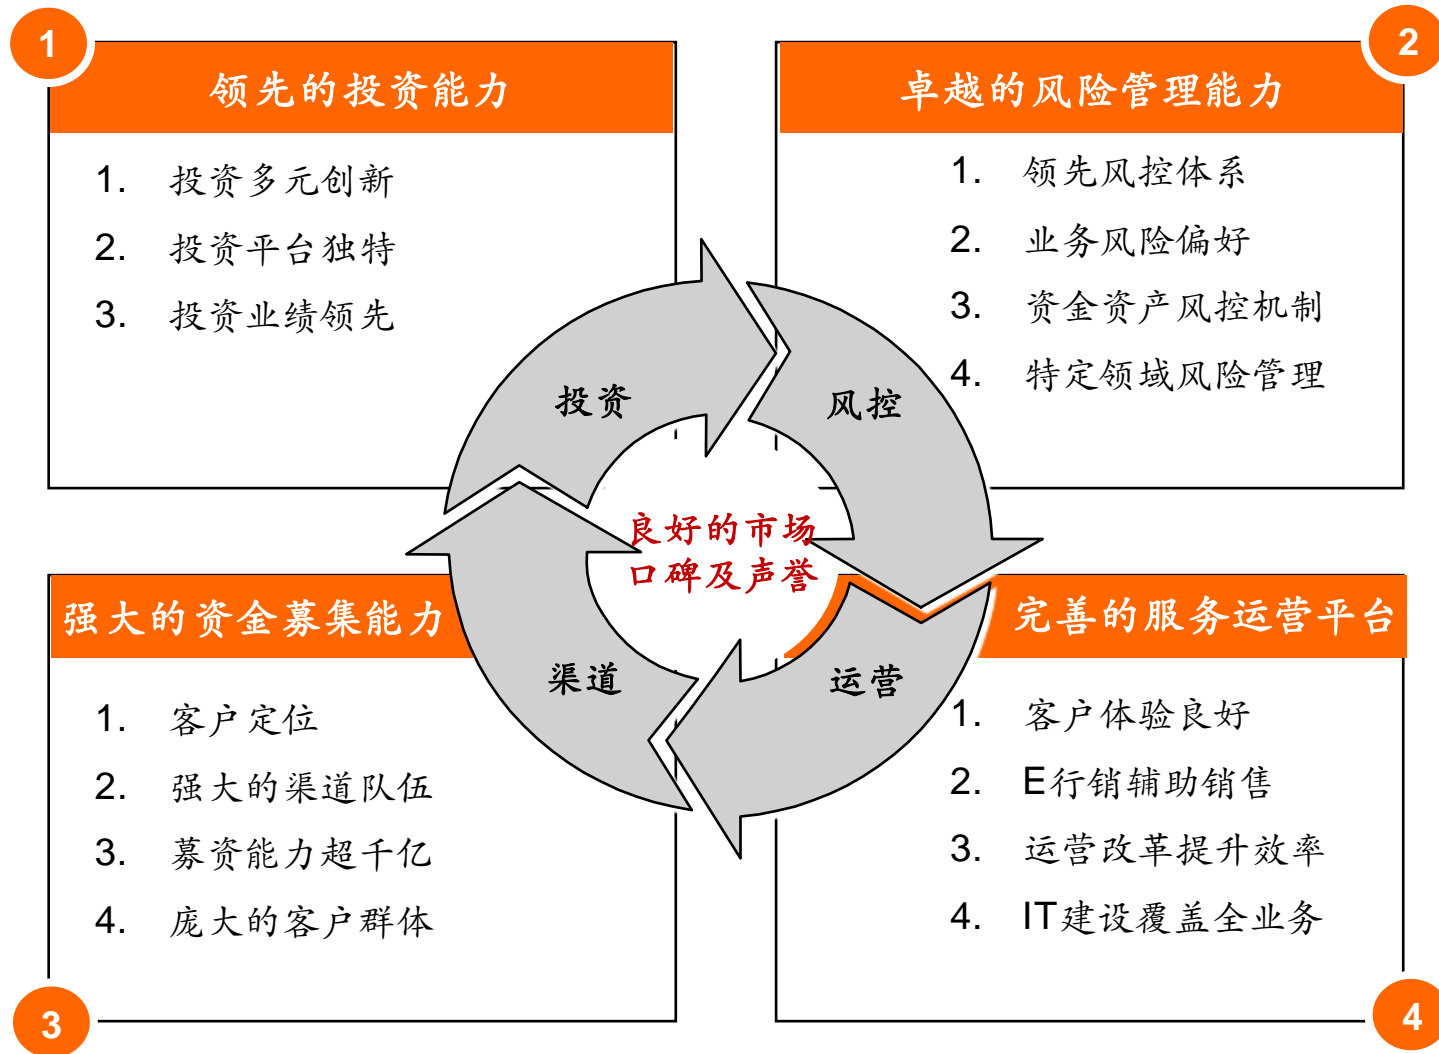 1
领先的投资能力
1. 投资多元创新
2. 投资平台独特
3. 投资业绩领先
2
卓越的风险管理能力
1. 领先风控体系
2. 业务风险偏好
3. 资金资产风控机制
4. 特定领域风险管理
投资
风控
良好的市场
口碑及声誉
渠道
运营
强大的资金募集能力
1. 客户定位
2. 强大的渠道队伍
3. 募资能力超千亿
4. 庞大的客户群体
3
完善的服务运营平台
1. 客户体验良好
2. E行销辅助销售
3. 运营改革提升效率
4. IT建设覆盖全业务
4